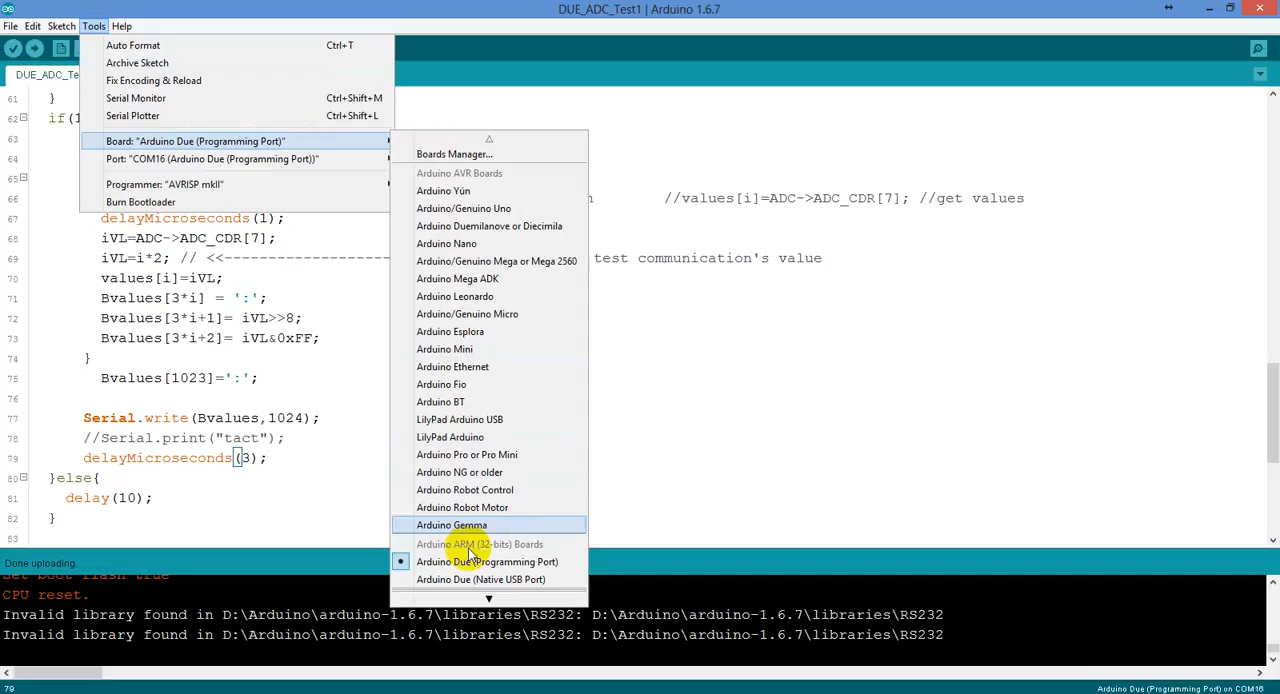 DUE_ADC_Test1 | Arduino 1.6.7
File Edit Sketch Tools Help
DUE_ADC_Te
Auto Format Ctrl+T
Archive Sketch
Fix Encoding & Reload
Serial Monitor Ctrl+Shift+M
Serial Plotter Ctrl+Shift+L
Board: "Arduino Due (Programming Port)"
Port: "COM16 (Arduino Due (Programming Port))"
Programmer: "AVRISP mkII"
Burn Bootloader
Boards Manager...
Arduino AVR Boards
Arduino Yún
Arduino/Genuino Uno
Arduino Duemilanove or Diecimila
Arduino Nano
Arduino/Genuino Mega or Mega 2560
Arduino Mega ADK
Arduino Leonardo
Arduino/Genuino Micro
Arduino Esplora
Arduino Mini
Arduino Ethernet
Arduino Fio
Arduino BT
LilyPad Arduino USB
LilyPad Arduino
Arduino Pro or Pro Mini
Arduino NG or older
Arduino Robot Control
Arduino Robot Motor
Arduino Gemma
Arduino ARM (32-bits) Boards
Arduino Due (Programming Port)
Arduino Due (Native USB Port)
61 }
62 if(
63
64
65
66 n //values[i]=ADC->ADC_CDR[7]; //get values
67 delayMicroseconds(1);
68 iVL=ADC->ADC_CDR[7];
69 iVL=i*2; // <<------------------- test communication's value
70 values[i]=iVL;
71 Bvalues[3*i] = ':';
72 Bvalues[3*i+1]= iVL>>8;
73 Bvalues[3*i+2]= iVL&0xFF;
74 }
75 Bvalues[1023]=':';
76
77 Serial.write(Bvalues,1024);
78 //Serial.print("tact");
79 delayMicroseconds(3);
80 }else{
81 delay(10);
82 }
83
Done uploading.
Set boot flash true
CPU reset.
Invalid library found in D:\Arduino\arduino-1.6.7\libraries\RS232: D:\Arduino\arduino-1.6.7\libraries\RS232
Invalid library found in D:\Arduino\arduino-1.6.7\libraries\RS232: D:\Arduino\arduino-1.6.7\libraries\RS232
79 Arduino Due (Programming Port) on COM16